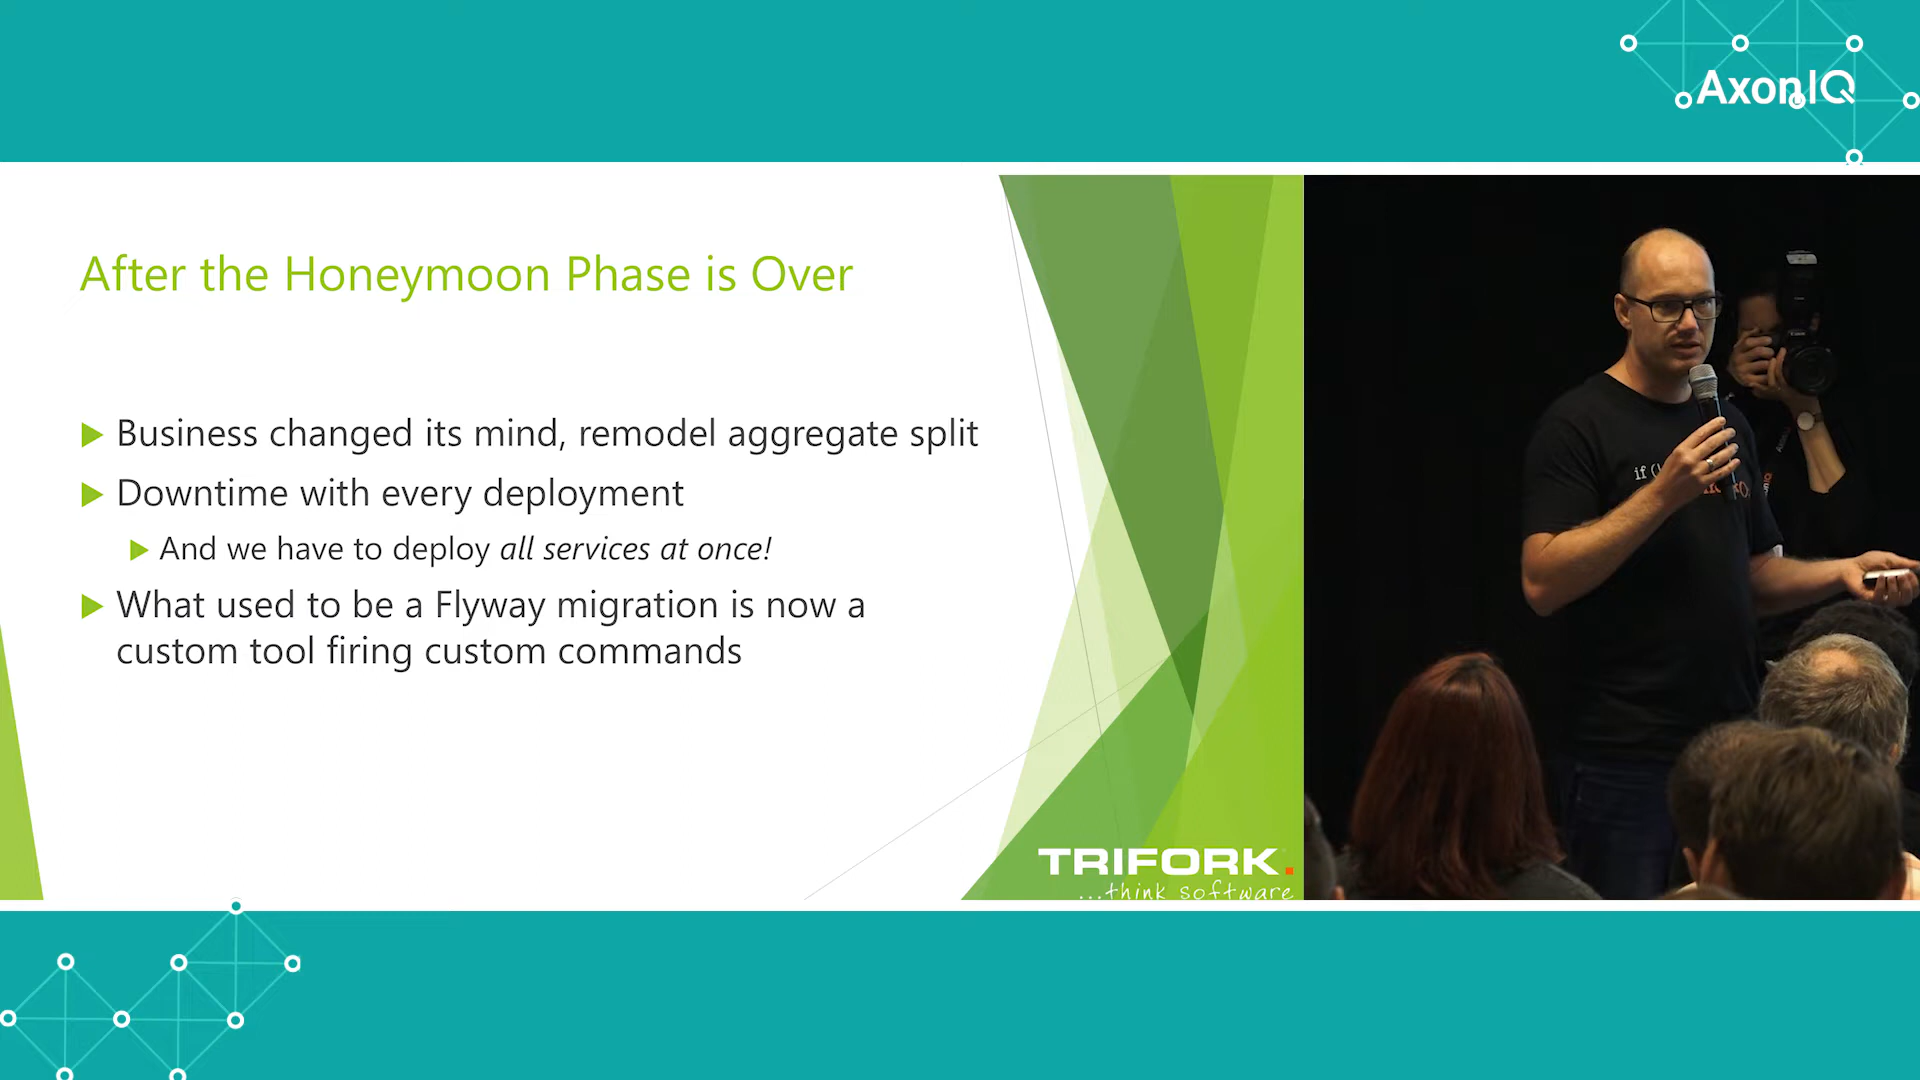 AxonIQ
After the Honeymoon Phase is Over
Business changed its mind, remodel aggregate split
Downtime with every deployment
And we have to deploy all services at once!
What used to be a Flyway migration is now a
custom tool firing custom commands
TRIFORK.
...think software
if (